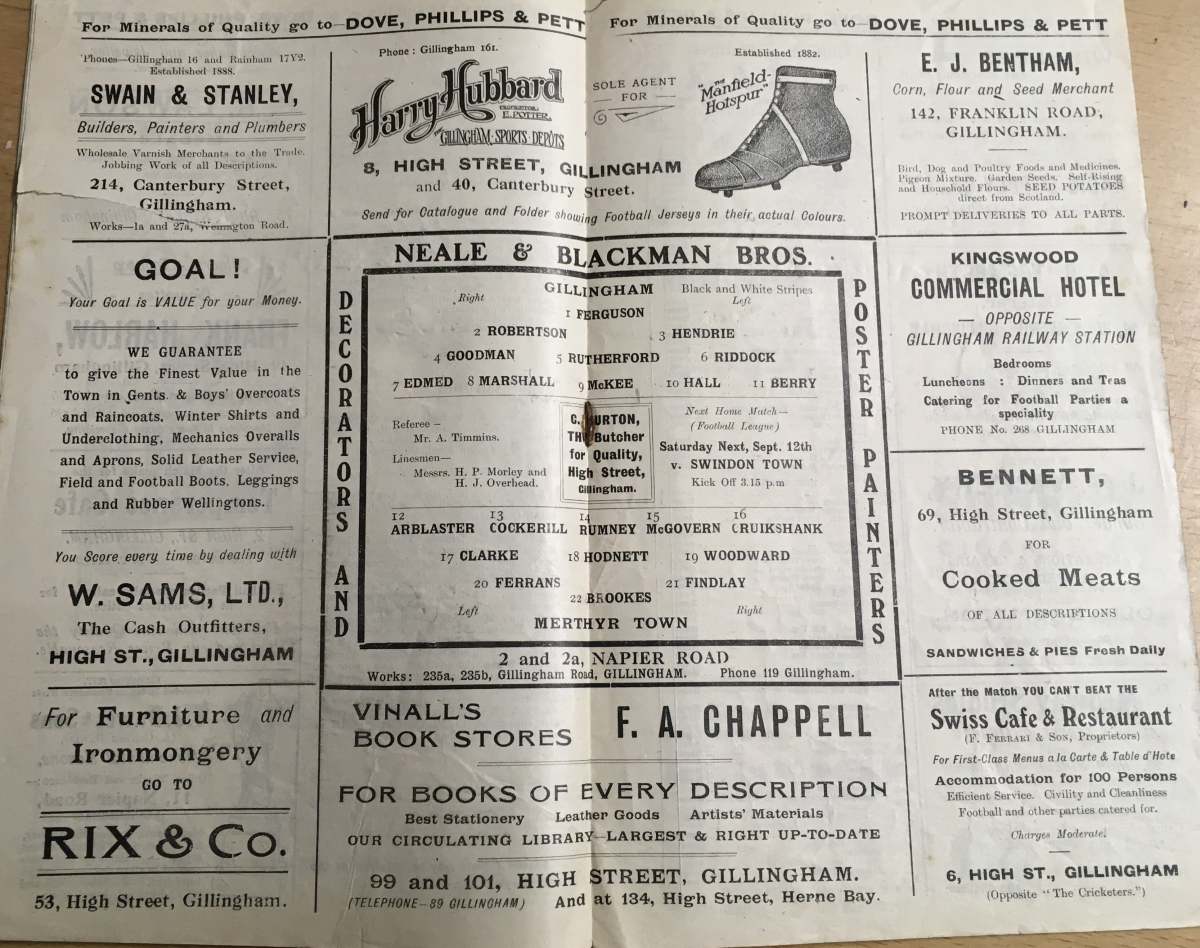 For Minerals of Quality go to—DOVE, PHILLIPS & PETT
For Minerals of Quality go to—DOVE, PHILLIPS & PETT
'Phones—Gillingham 16 and Rainham 17Y2.
Established 1888.
SWAIN & STANLEY,
Builders, Painters and Plumbers
Wholesale Varnish Merchants to the Trade.
Jobbing Work of all Descriptions.
214, Canterbury Street,
Gillingham.
Works—1a and 27a, Road.
Phone: Gillingham 161.
Harry Hubbard
PROPRIETOR
E. POTTER.
GILLINGHAM·SPORTS·DEPÔTS
8, HIGH STREET, GILLINGHAM
and 40, Canterbury Street.
Established 1882.
SOLE AGENT
FOR
"THE Manfield-
Hotspur"
Send for Catalogue and Folder showing Football Jerseys in their actual Colours.
E. J. BENTHAM,
Corn, Flour and Seed Merchant
142, FRANKLIN ROAD,
GILLINGHAM.
Bird, Dog and Poultry Foods and Medicines.
Pigeon Mixture. Garden Seeds. Self-Rising
and Household Flours. SEED POTATOES
direct from Scotland.
PROMPT DELIVERIES TO ALL PARTS.
GOAL!
Your Goal is VALUE for your Money.
WE GUARANTEE
to give the Finest Value in the
Town in Gents. & Boys' Overcoats
and Raincoats, Winter Shirts and
Underclothing, Mechanics Overalls
and Aprons, Solid Leather Service,
Field and Football Boots, Leggings
and Rubber Wellingtons.
You Score every time by dealing with
W. SAMS, LTD.,
The Cash Outfitters,
HIGH ST., GILLINGHAM
For Furniture and
Ironmongery
GO TO
RIX & Co.
53, High Street, Gillingham.
NEALE & BLACKMAN BROS.
DECORATORS AND
POSTER PAINTERS
GILLINGHAM Black and White Stripes
Right Left
1 FERGUSON
2 ROBERTSON 3 HENDRIE
4 GOODMAN 5 RUTHERFORD 6 RIDDOCK
7 EDMED 8 MARSHALL 9 McKEE 10 HALL 11 BERRY
Referee –
Mr. A. Timmins.
Linesmen—
Messrs. H. P. Morley and
H. J. Overhead.
C. BURTON,
THE Butcher
for Quality,
High Street,
Gillingham.
Next Home Match—
(Football League)
Saturday Next, Sept. 12th
v. SWINDON TOWN
Kick Off 3.15 p.m
12 13 14 15 16
ARBLASTER COCKERILL RUMNEY McGOVERN CRUIKSHANK
17 CLARKE 18 HODNETT 19 WOODWARD
20 FERRANS 21 FINDLAY
22 BROOKES
Left Right
MERTHYR TOWN
2 and 2a, NAPIER ROAD
Works: 235a, 235b, Gillingham Road, GILLINGHAM. Phone 119 Gillingham.
VINALL'S
BOOK STORES
F. A. CHAPPELL
FOR BOOKS OF EVERY DESCRIPTION
Best Stationery Leather Goods Artists' Materials
OUR CIRCULATING LIBRARY—LARGEST & RIGHT UP-TO-DATE
99 and 101, HIGH STREET, GILLINGHAM.
(TELEPHONE—89 GILLINGHAM) And at 134, High Street, Herne Bay.
KINGSWOOD
COMMERCIAL HOTEL
— OPPOSITE —
GILLINGHAM RAILWAY STATION
Bedrooms
Luncheons : Dinners and Teas
Catering for Football Parties a
speciality
PHONE No. 268 GILLINGHAM
BENNETT,
69, High Street, Gillingham
FOR
Cooked Meats
OF ALL DESCRIPTIONS
SANDWICHES & PIES Fresh Daily
After the Match YOU CAN'T BEAT THE
Swiss Cafe & Restaurant
(F. FERRARI & SON, Proprietors)
For First-Class Menus a la Carte & Table d'Hote
Accommodation for 100 Persons
Efficient Service. Civility and Cleanliness
Football and other parties catered for.
Charges Moderate.
6, HIGH ST., GILLINGHAM
(Opposite "The Cricketers.")